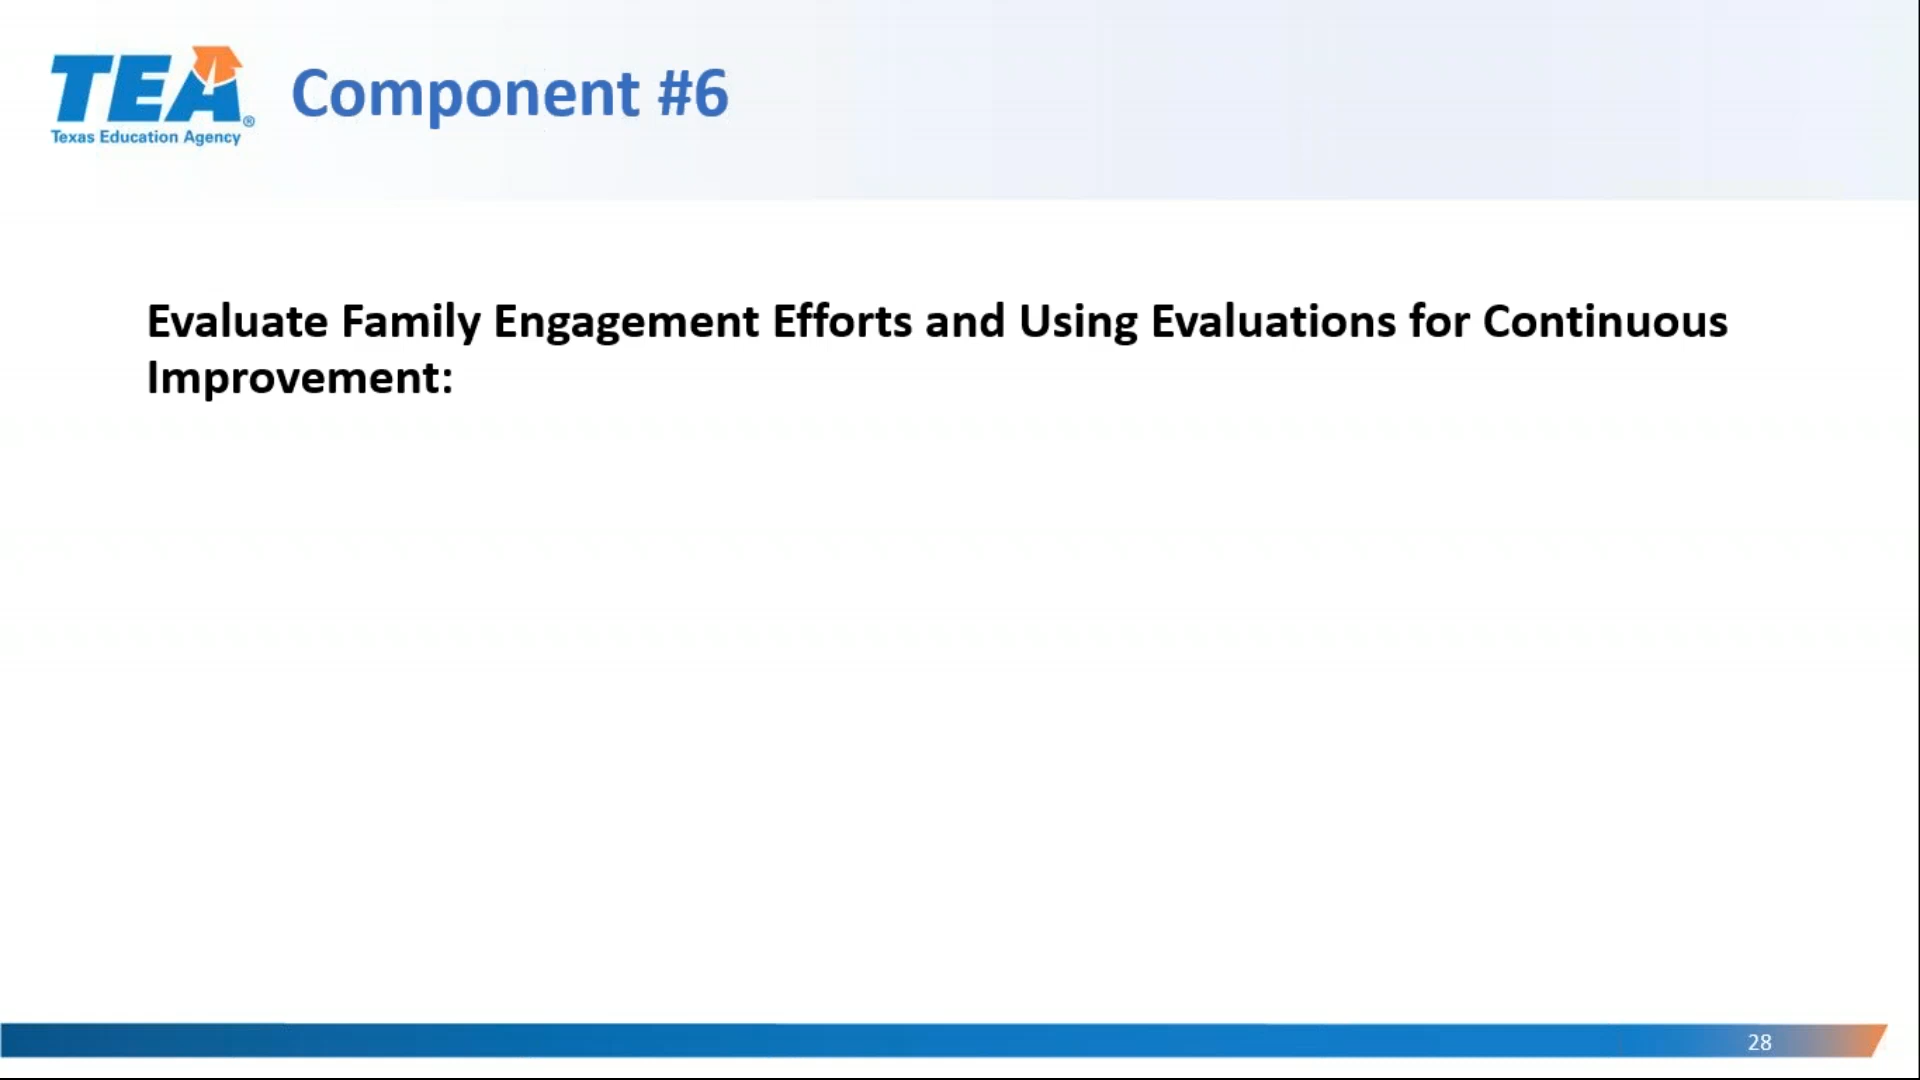 TEA®
Texas Education Agency
Component #6
Evaluate Family Engagement Efforts and Using Evaluations for Continuous
Improvement:
28